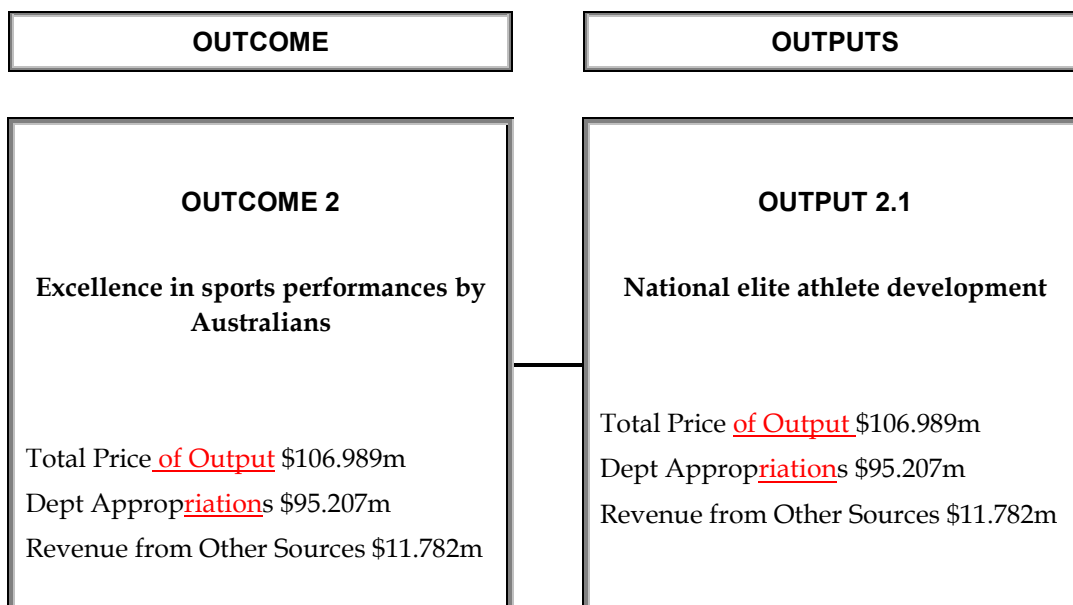 OUTCOME
OUTPUTS
OUTCOME 2
Excellence in sports performances by
Australians
Total Price of Output $106.989m
Dept Appropriations $95.207m
Revenue from Other Sources $11.782m
OUTPUT 2.1
National elite athlete development
Total Price of Output $106.989m
Dept Appropriations $95.207m
Revenue from Other Sources $11.782m